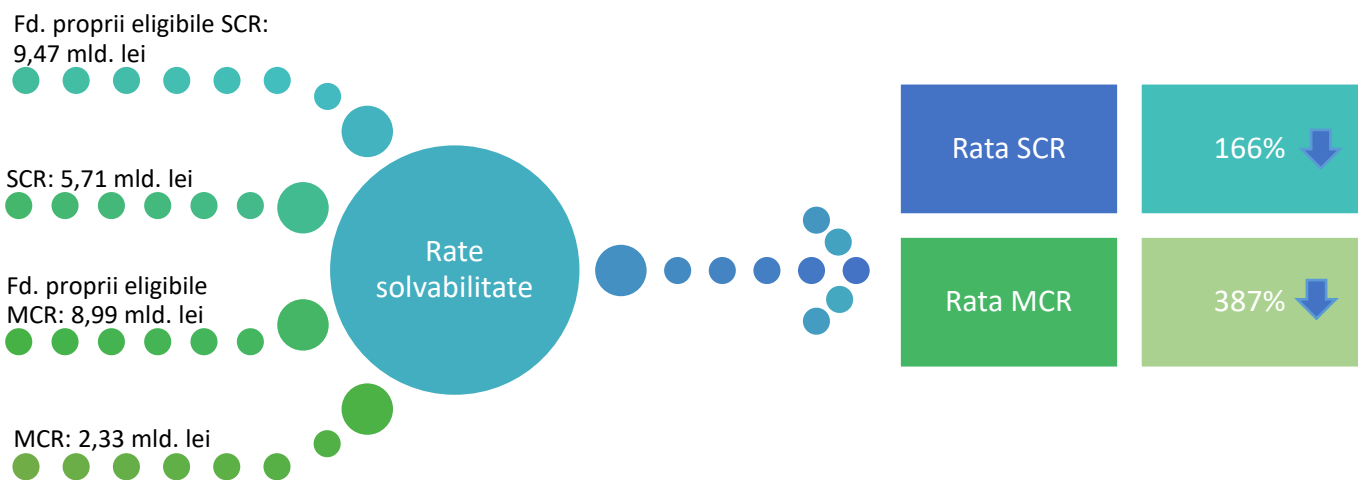 Fd. proprii eligibile SCR:
9,47 mld. lei
SCR: 5,71 mld. lei
Fd. proprii eligibile
MCR: 8,99 mld. lei
MCR: 2,33 mld. lei
Rate
solvabilitate
Rata SCR
166%
Rata MCR
387%